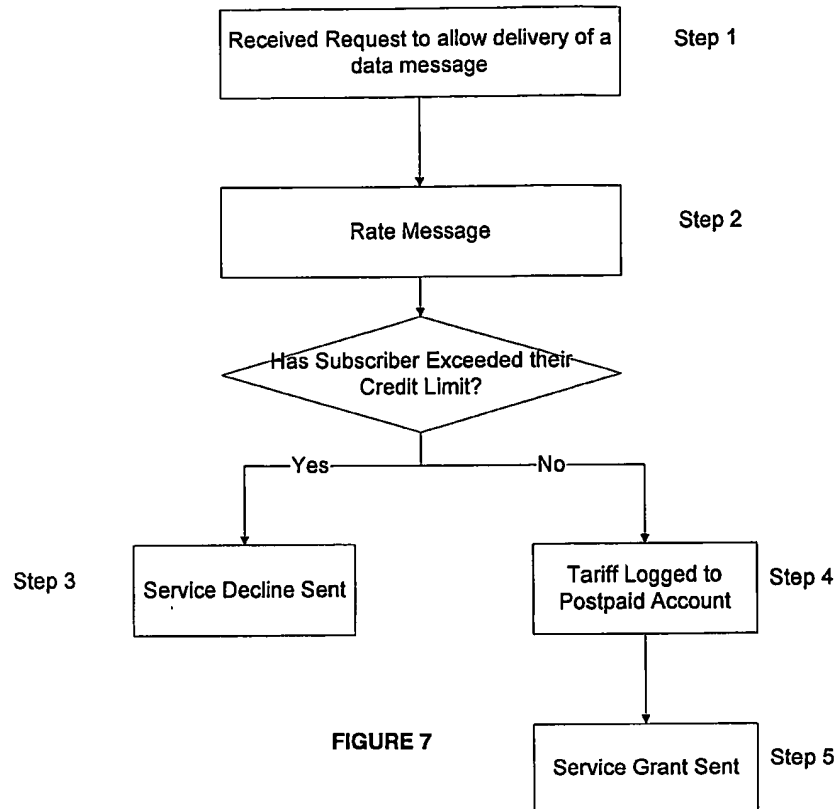 Received Request to allow delivery of a
data message
Step 1
Rate Message
Step 2
Has Subscriber Exceeded their
Credit Limit?
Yes
No
Step 3
Service Decline Sent
Tariff Logged to
Postpaid Account
Step 4
FIGURE 7
Service Grant Sent
Step 5